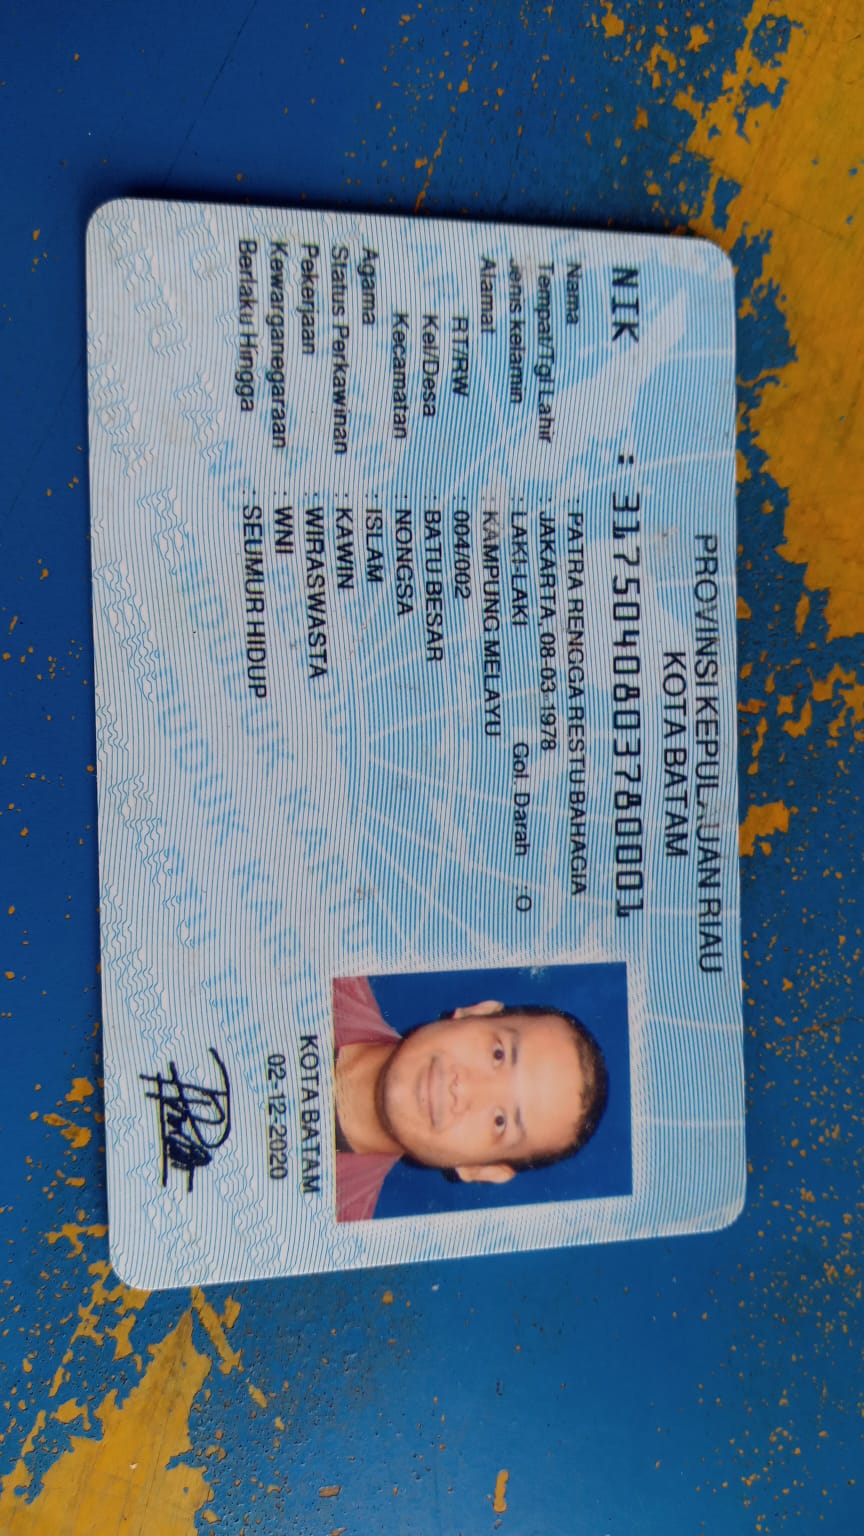 PROVINSI KEPULAUAN RIAU
KOTA BATAM
NIK : 3175040803780001
Nama : PATRA RENGGA RESTU BAHAGIA
Tempat/Tgl Lahir : JAKARTA, 08-03-1978
Jenis kelamin : LAKI-LAKI Gol. Darah : O
Alamat : KAMPUNG MELAYU
RT/RW : 004/002
Kel/Desa : BATU BESAR
Kecamatan : NONGSA
Agama : ISLAM
Status Perkawinan : KAWIN
Pekerjaan : WIRASWASTA
Kewarganegaraan : WNI
Berlaku Hingga : SEUMUR HIDUP
KOTA BATAM
02-12-2020